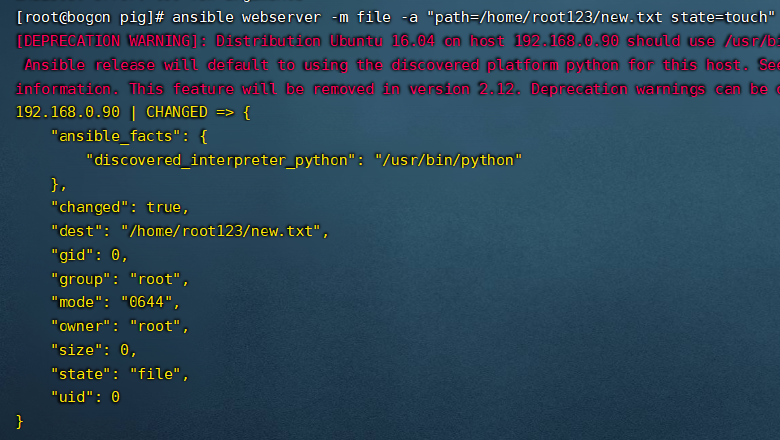 [root@bogon pig]# ansible webserver -m file -a "path=/home/root123/new.txt state=touch"
[DEPRECATION WARNING]: Distribution Ubuntu 16.04 on host 192.168.0.90 should use /usr/bi
Ansible release will default to using the discovered platform python for this host. See
information. This feature will be removed in version 2.12. Deprecation warnings can be
192.168.0.90 | CHANGED => {
    "ansible_facts": {
        "discovered_interpreter_python": "/usr/bin/python"
    },
    "changed": true,
    "dest": "/home/root123/new.txt",
    "gid": 0,
    "group": "root",
    "mode": "0644",
    "owner": "root",
    "size": 0,
    "state": "file",
    "uid": 0
}